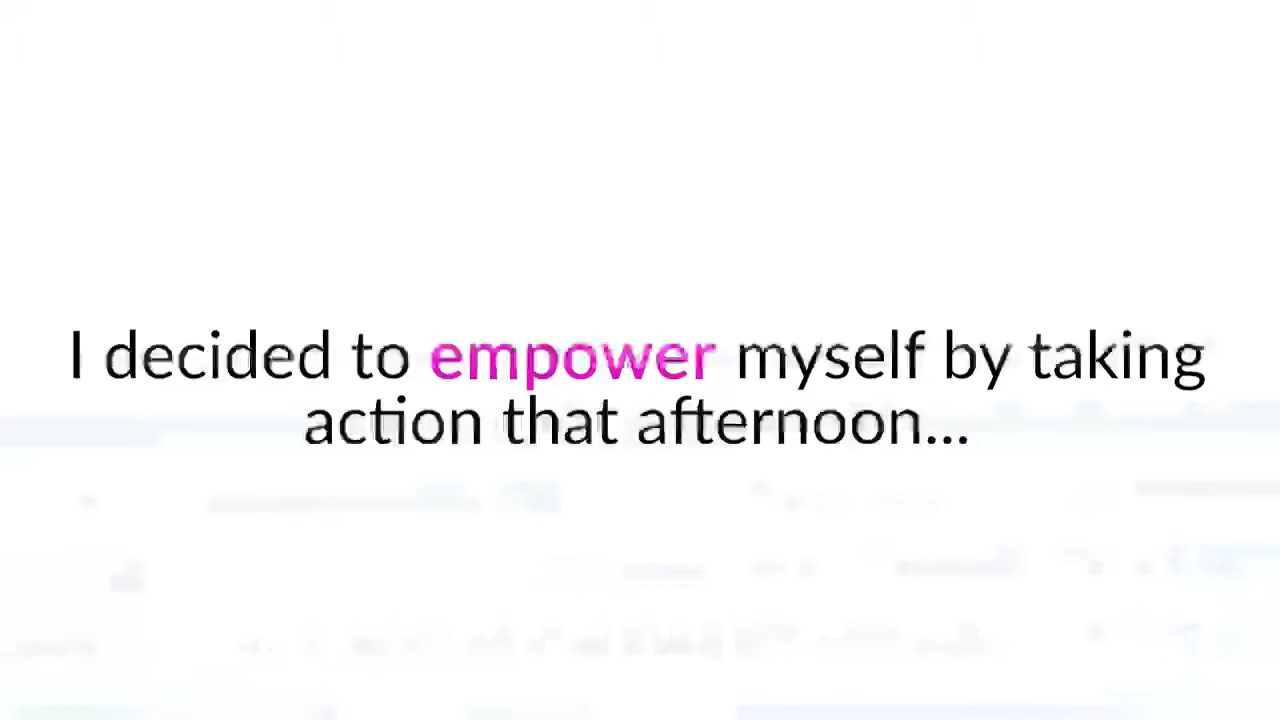 I decided to empower myself by taking
action that afternoon...